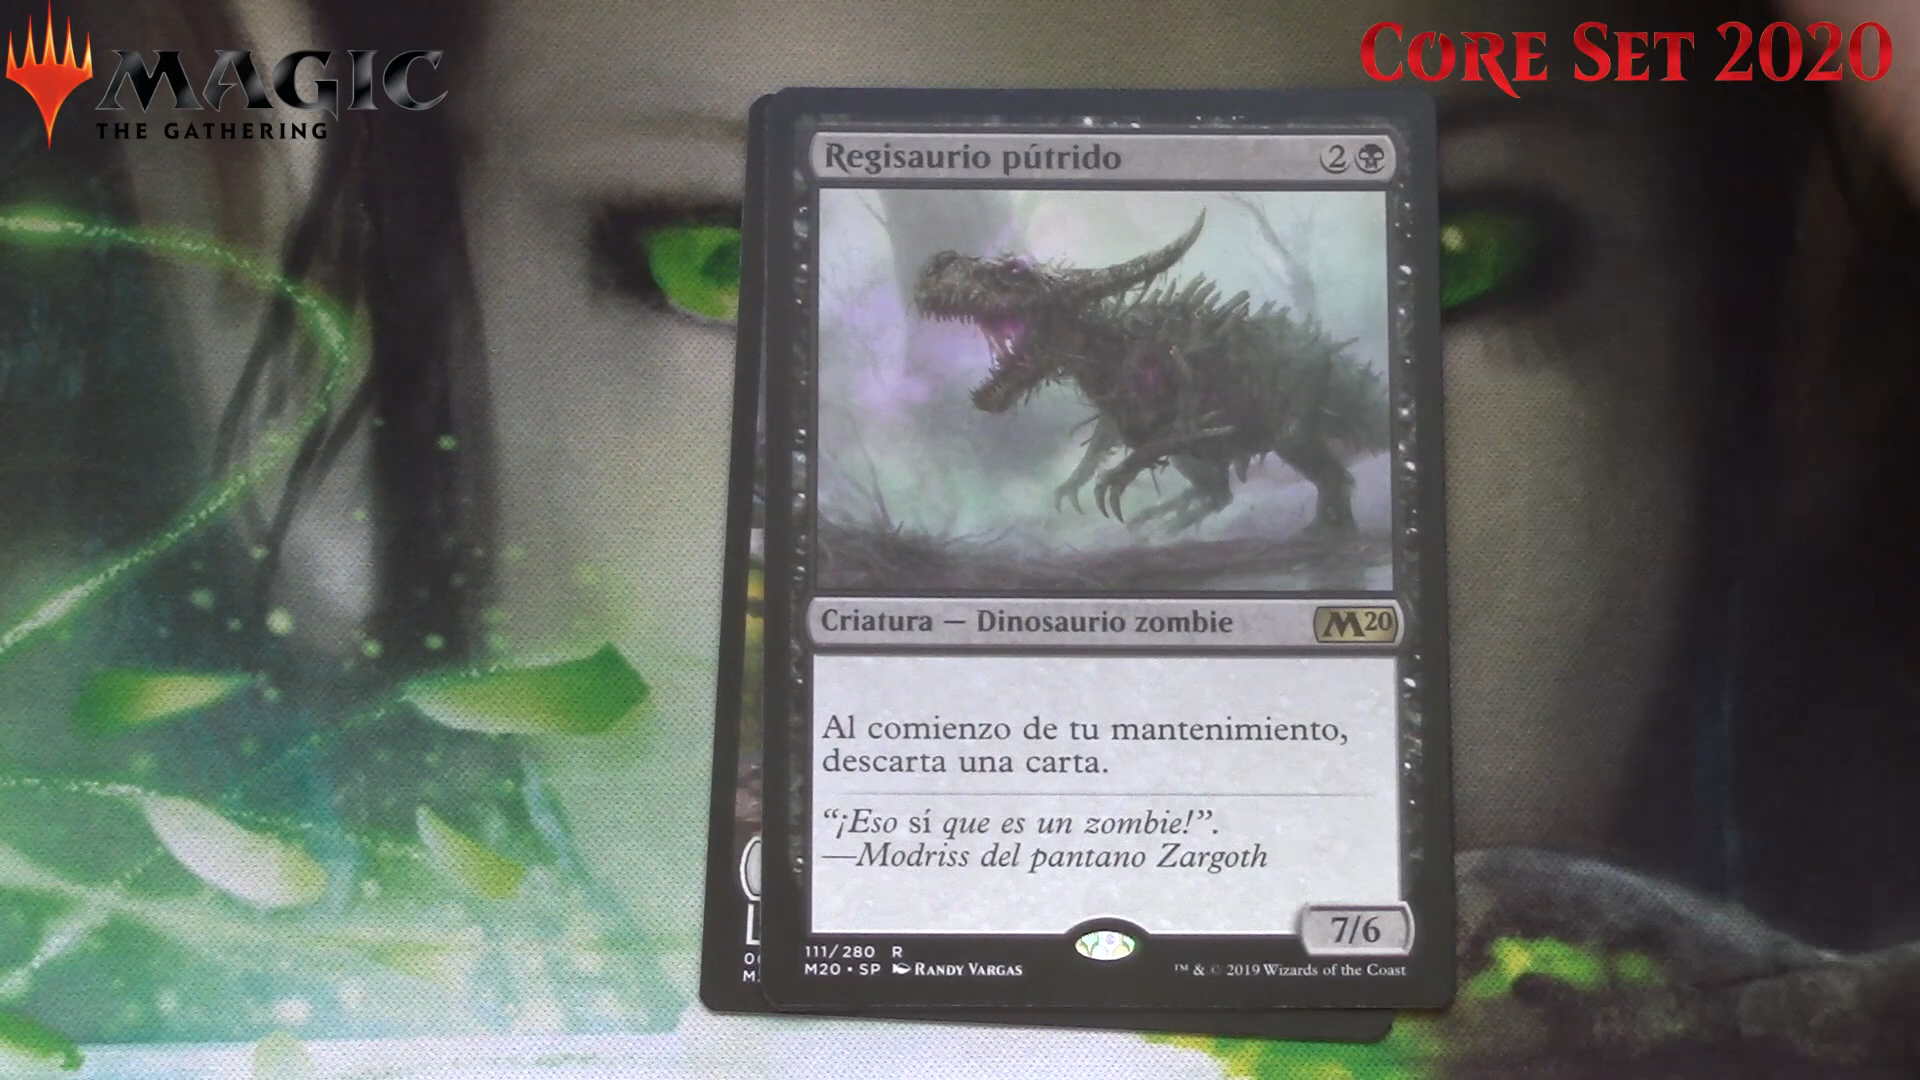 MAGIC
THE GATHERING
CORE SET 2020
Regisaurio pútrido 2
Criatura — Dinosaurio zombie M20
Al comienzo de tu mantenimiento,
descarta una carta.
“¡Eso sí que es un zombie!”.
—Modriss del pantano Zargoth
7/6
111/280 R
M20 • SP RANDY VARGAS
™ & © 2019 Wizards of the Coast